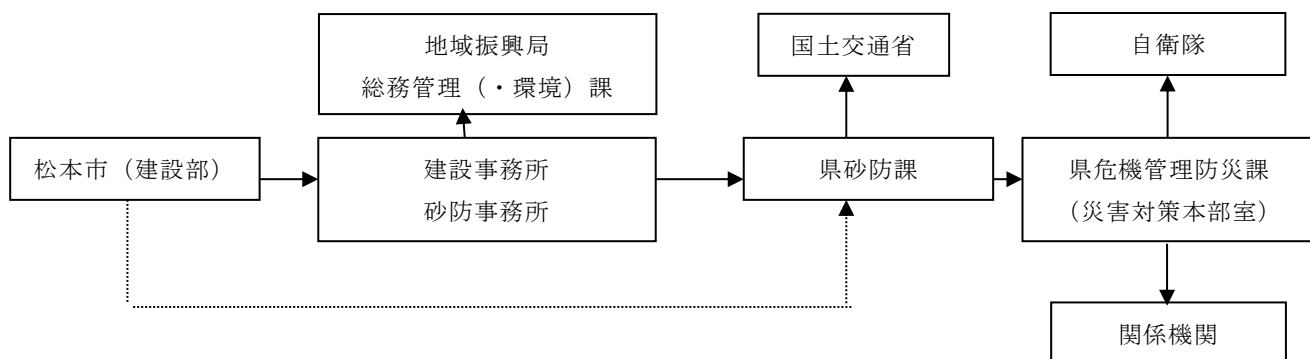 地域振興局
総務管理（・環境）課
国土交通省
自衛隊
松本市（建設部）
建設事務所
砂防事務所
県砂防課
県危機管理防災課
（災害対策本部室）
関係機関